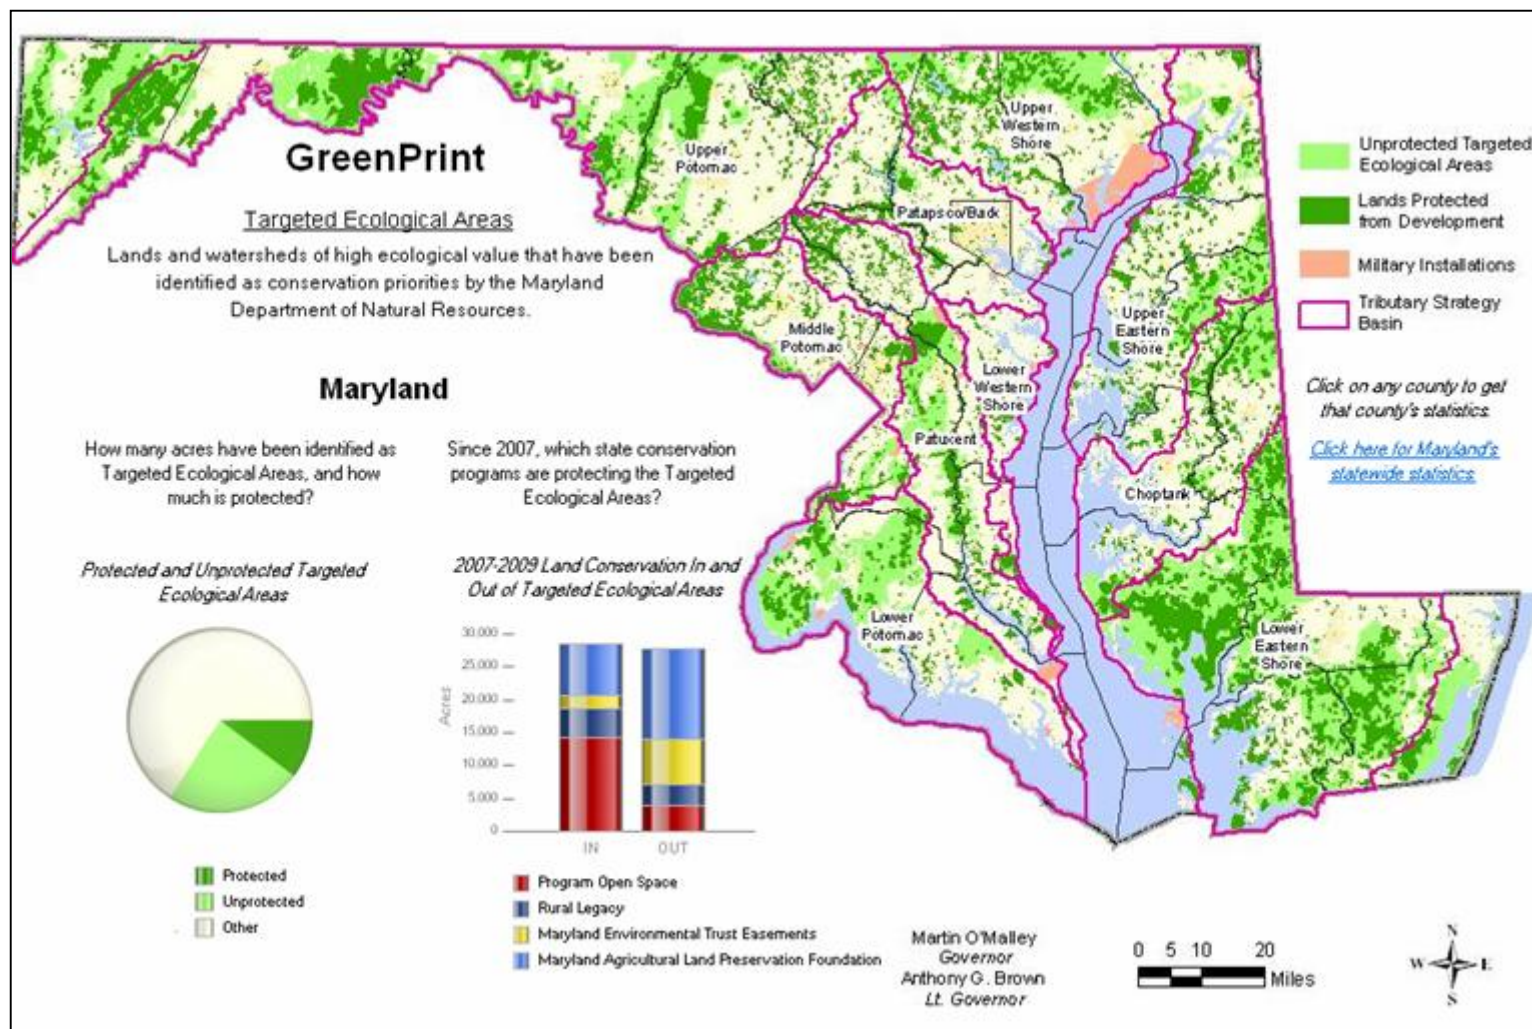 GreenPrint
Targeted Ecological Areas
Lands and watersheds of high ecological value that have been
identified as conservation priorities by the Maryland
Department of Natural Resources.
Maryland
How many acres have been identified as
Targeted Ecological Areas, and how
much is protected?
Since 2007, which state conservation
programs are protecting the Targeted
Ecological Areas?
Protected and Unprotected Targeted
Ecological Areas
Protected
Unprotected
Other
2007-2009 Land Conservation In and
Out of Targeted Ecological Areas
Acres
30,000
25,000
20,000
15,000
10,000
5,000
0
IN
OUT
Program Open Space
Rural Legacy
Maryland Environmental Trust Easements
Maryland Agricultural Land Preservation Foundation
Upper
Potomac
Upper
Western
Shore
Patapsco/Back
Middle
Potomac
Upper
Eastern
Shore
Lower
Western
Shore
Patuxent
Choptank
Lower
Potomac
Lower
Eastern
Shore
Unprotected Targeted
Ecological Areas
Lands Protected
from Development
Military Installations
Tributary Strategy
Basin
Click on any county to get
that county's statistics.
Click here for Maryland's
statewide statistics.
Martin O'Malley
Governor
Anthony G. Brown
Lt. Governor
0 5 10 20
Miles
N
W E
S